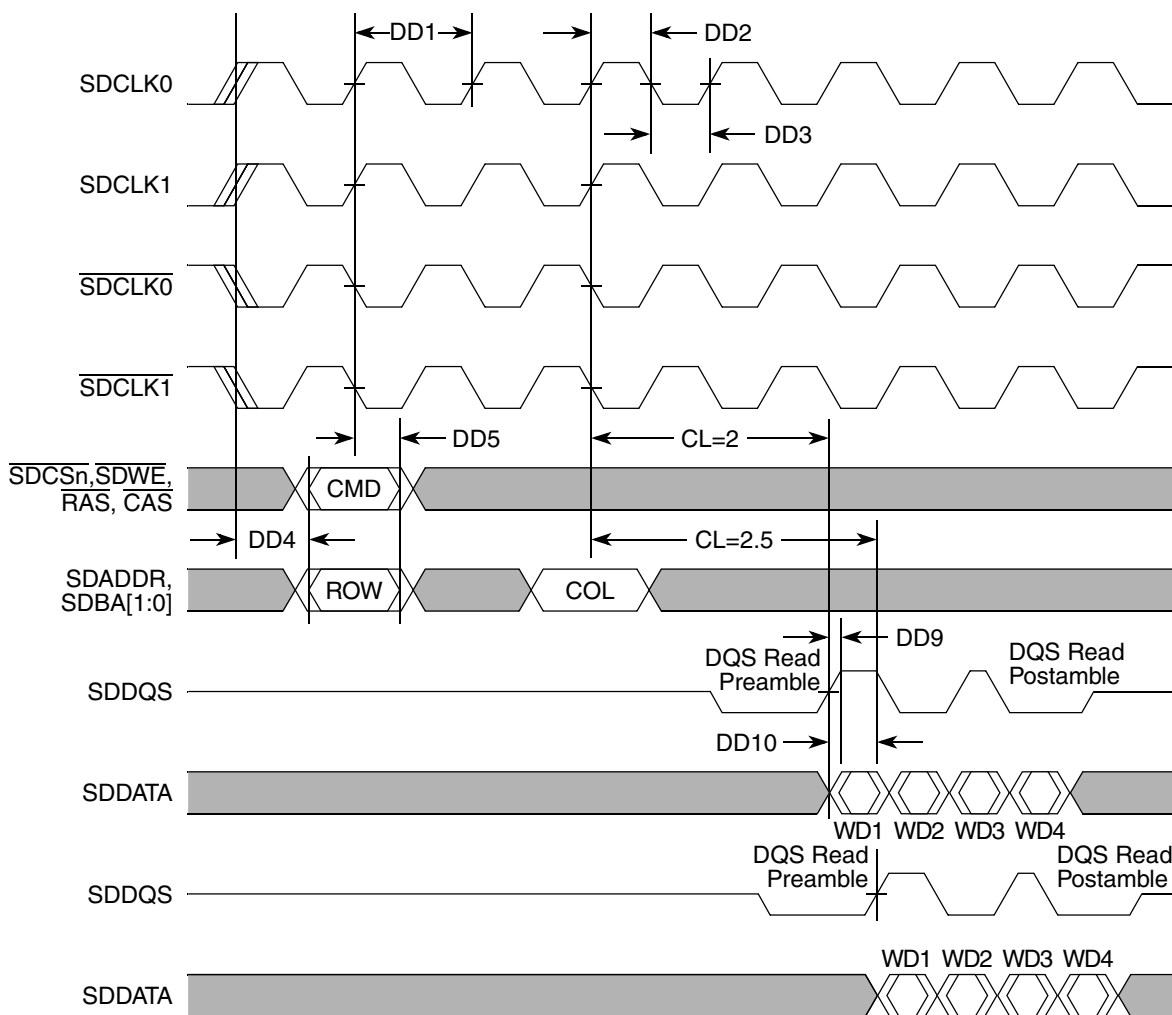 DD1
DD2
SDCLK0
DD3
SDCLK1
SDCLK0
SDCLK1
DD5
CL=2
SDCSn,SDWE,
RAS, CAS
CMD
DD4
CL=2.5
SDADDR,
SDBA[1:0]
ROW
COL
DD9
DQS Read
Preamble
DQS Read
Postamble
SDDQS
DD10
SDDATA
WD1 WD2 WD3 WD4
DQS Read
Preamble
DQS Read
Postamble
SDDQS
WD1 WD2 WD3 WD4
SDDATA